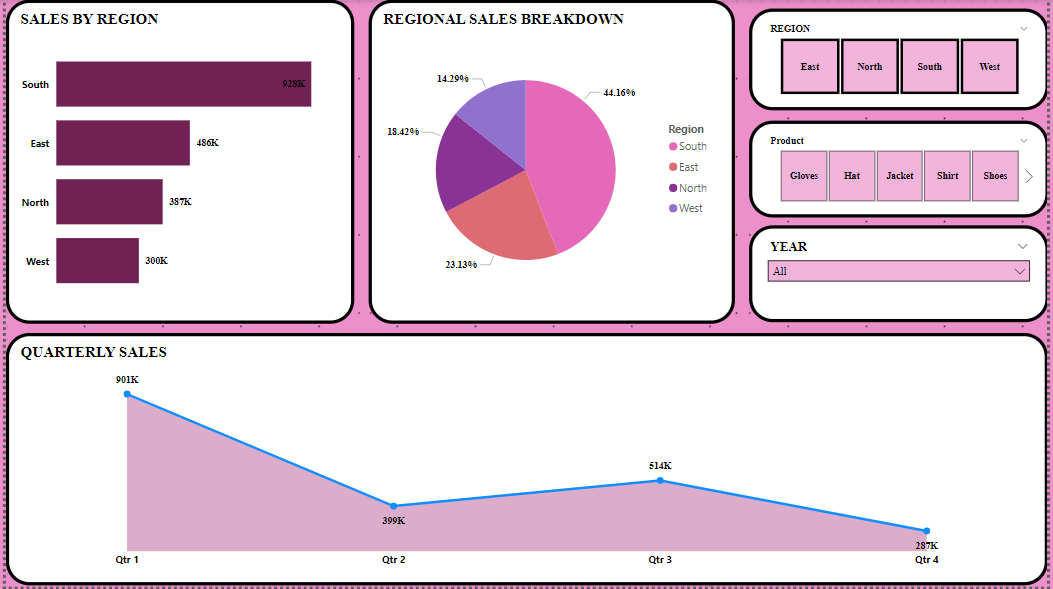 SALES BY REGION
South
928K
East
486K
North
387K
West
300K
REGIONAL SALES BREAKDOWN
14.29%
44.16%
18.42%
23.13%
Region
South
East
North
West
REGION
East North South West
Product
Gloves Hat Jacket Shirt Shoes
YEAR
All
QUARTERLY SALES
901K
399K
514K
287K
Qtr 1 Qtr 2 Qtr 3 Qtr 4